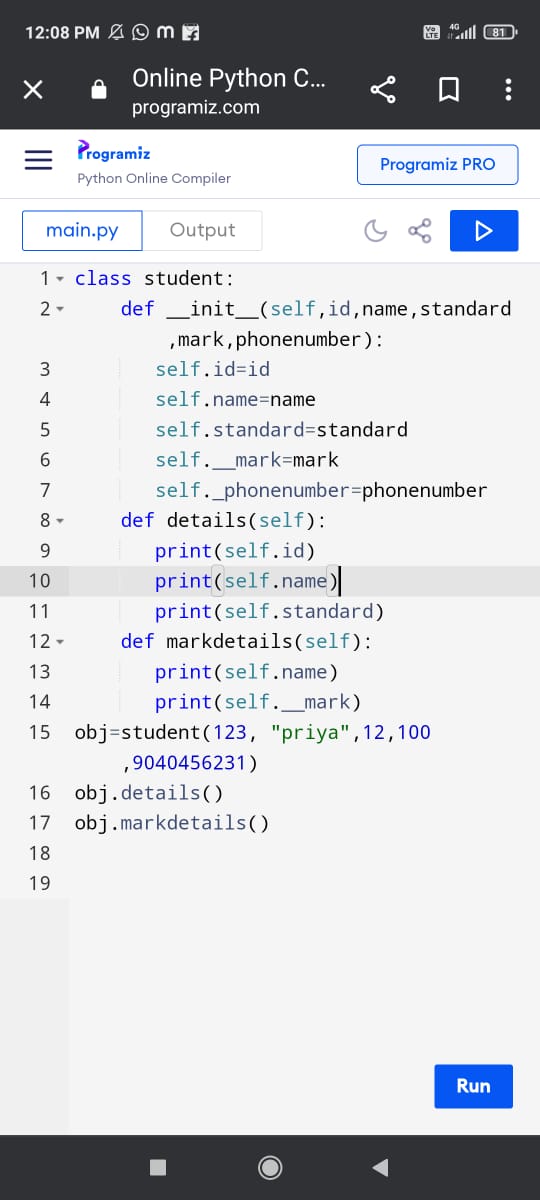 12:08 PM
4G 81
Online Python C...
programiz.com
Programiz
Python Online Compiler
Programiz PRO
main.py
Output
1 class student:
2     def __init__(self,id,name,standard
        ,mark,phonenumber):
3        self.id=id
4        self.name=name
5        self.standard=standard
6        self.__mark=mark
7        self._phonenumber=phonenumber
8     def details(self):
9        print(self.id)
10        print(self.name)
11        print(self.standard)
12     def markdetails(self):
13        print(self.name)
14        print(self.__mark)
15 obj=student(123, "priya",12,100
    ,9040456231)
16 obj.details()
17 obj.markdetails()
18
19
Run